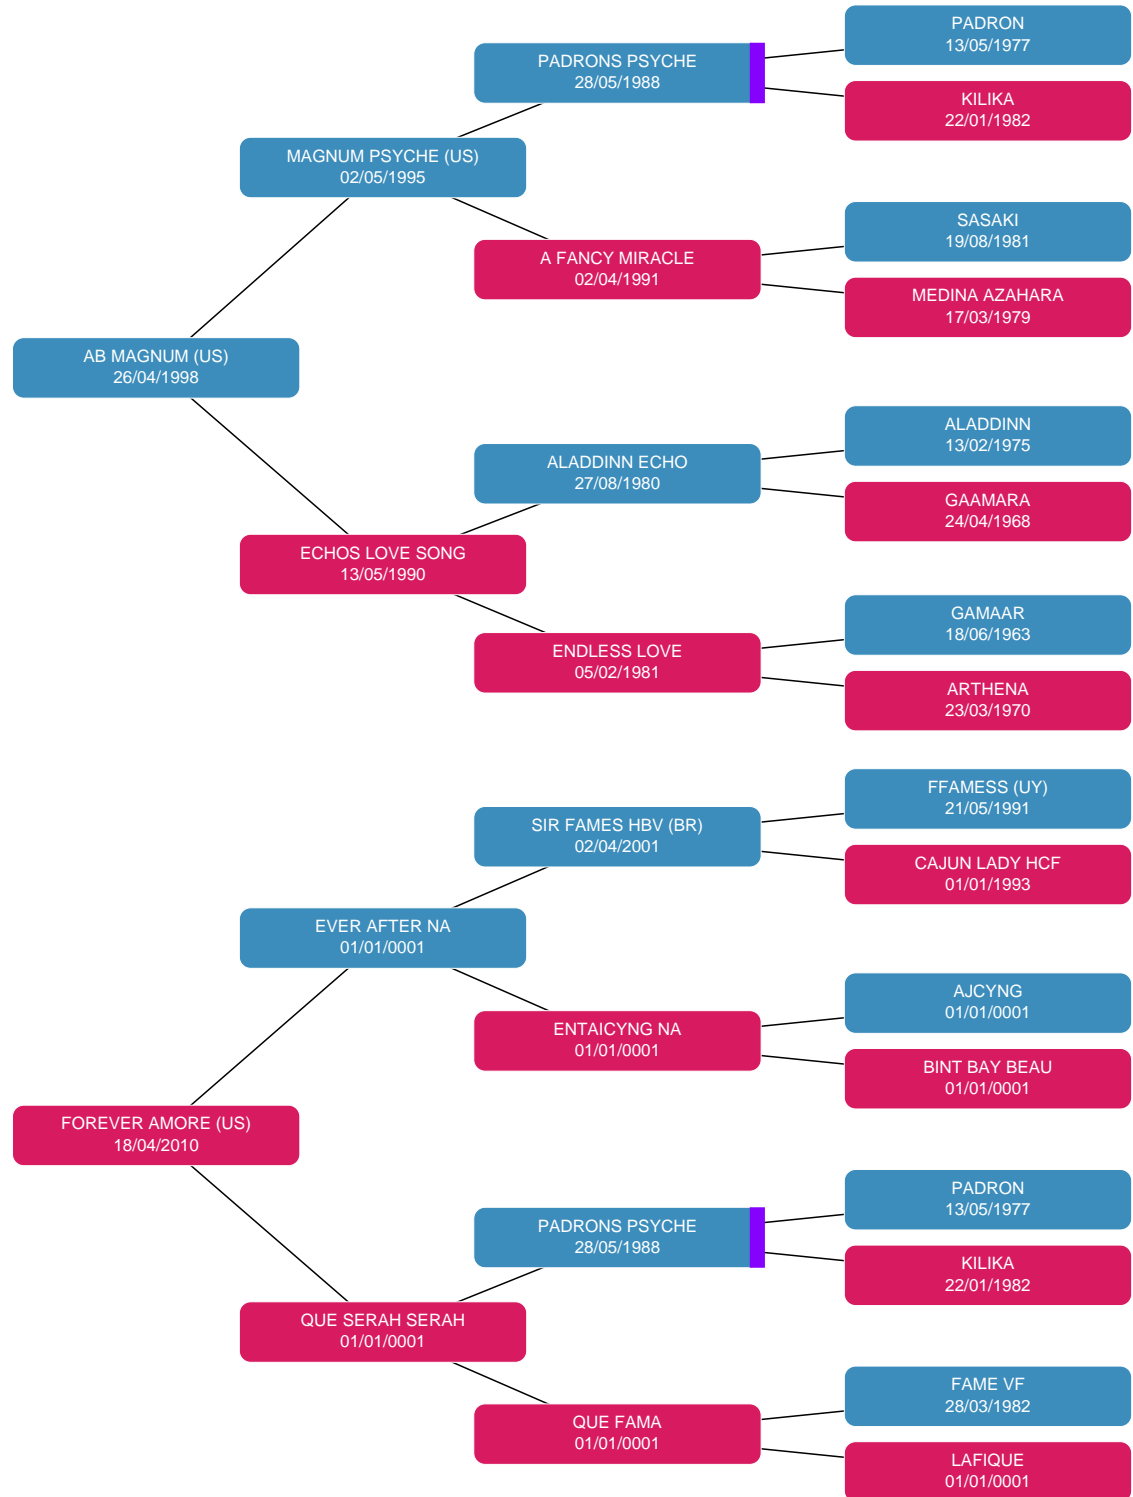 PADRON
13/05/1977
PADRONS PSYCHE
28/05/1988
KILIKA
22/01/1982
MAGNUM PSYCHE (US)
02/05/1995
SASAKI
19/08/1981
A FANCY MIRACLE
02/04/1991
MEDINA AZAHARA
17/03/1979
AB MAGNUM (US)
26/04/1998
ALADDINN
13/02/1975
ALADDINN ECHO
27/08/1980
GAAMARA
24/04/1968
ECHOS LOVE SONG
13/05/1990
GAMAAR
18/06/1963
ENDLESS LOVE
05/02/1981
ARTHENA
23/03/1970
FFAMESS (UY)
21/05/1991
SIR FAMES HBV (BR)
02/04/2001
CAJUN LADY HCF
01/01/1993
EVER AFTER NA
01/01/0001
AJCYNG
01/01/0001
ENTAICYNG NA
01/01/0001
BINT BAY BEAU
01/01/0001
FOREVER AMORE (US)
18/04/2010
PADRON
13/05/1977
PADRONS PSYCHE
28/05/1988
KILIKA
22/01/1982
QUE SERAH SERAH
01/01/0001
FAME VF
28/03/1982
QUE FAMA
01/01/0001
LAFIQUE
01/01/0001